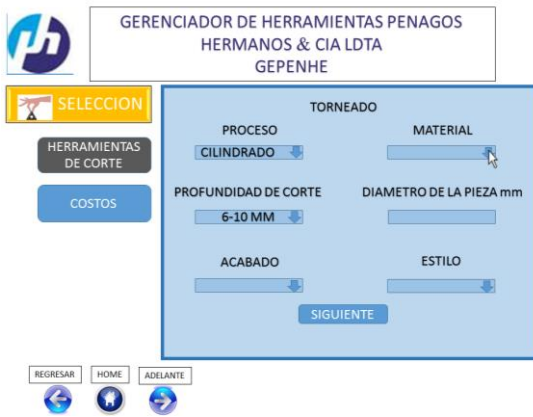 GERENCIADOR DE HERRAMIENTAS PENAGOS
HERMANOS & CIA LDTA
GEPENHE
SELECCION
HERRAMIENTAS
DE CORTE
COSTOS
TORNEADO
PROCESO
MATERIAL
CILINDRADO
PROFUNDIDAD DE CORTE
DIAMETRO DE LA PIEZA mm
6-10 MM
ACABADO
ESTILO
SIGUIENTE
REGRESAR
HOME
ADELANTE